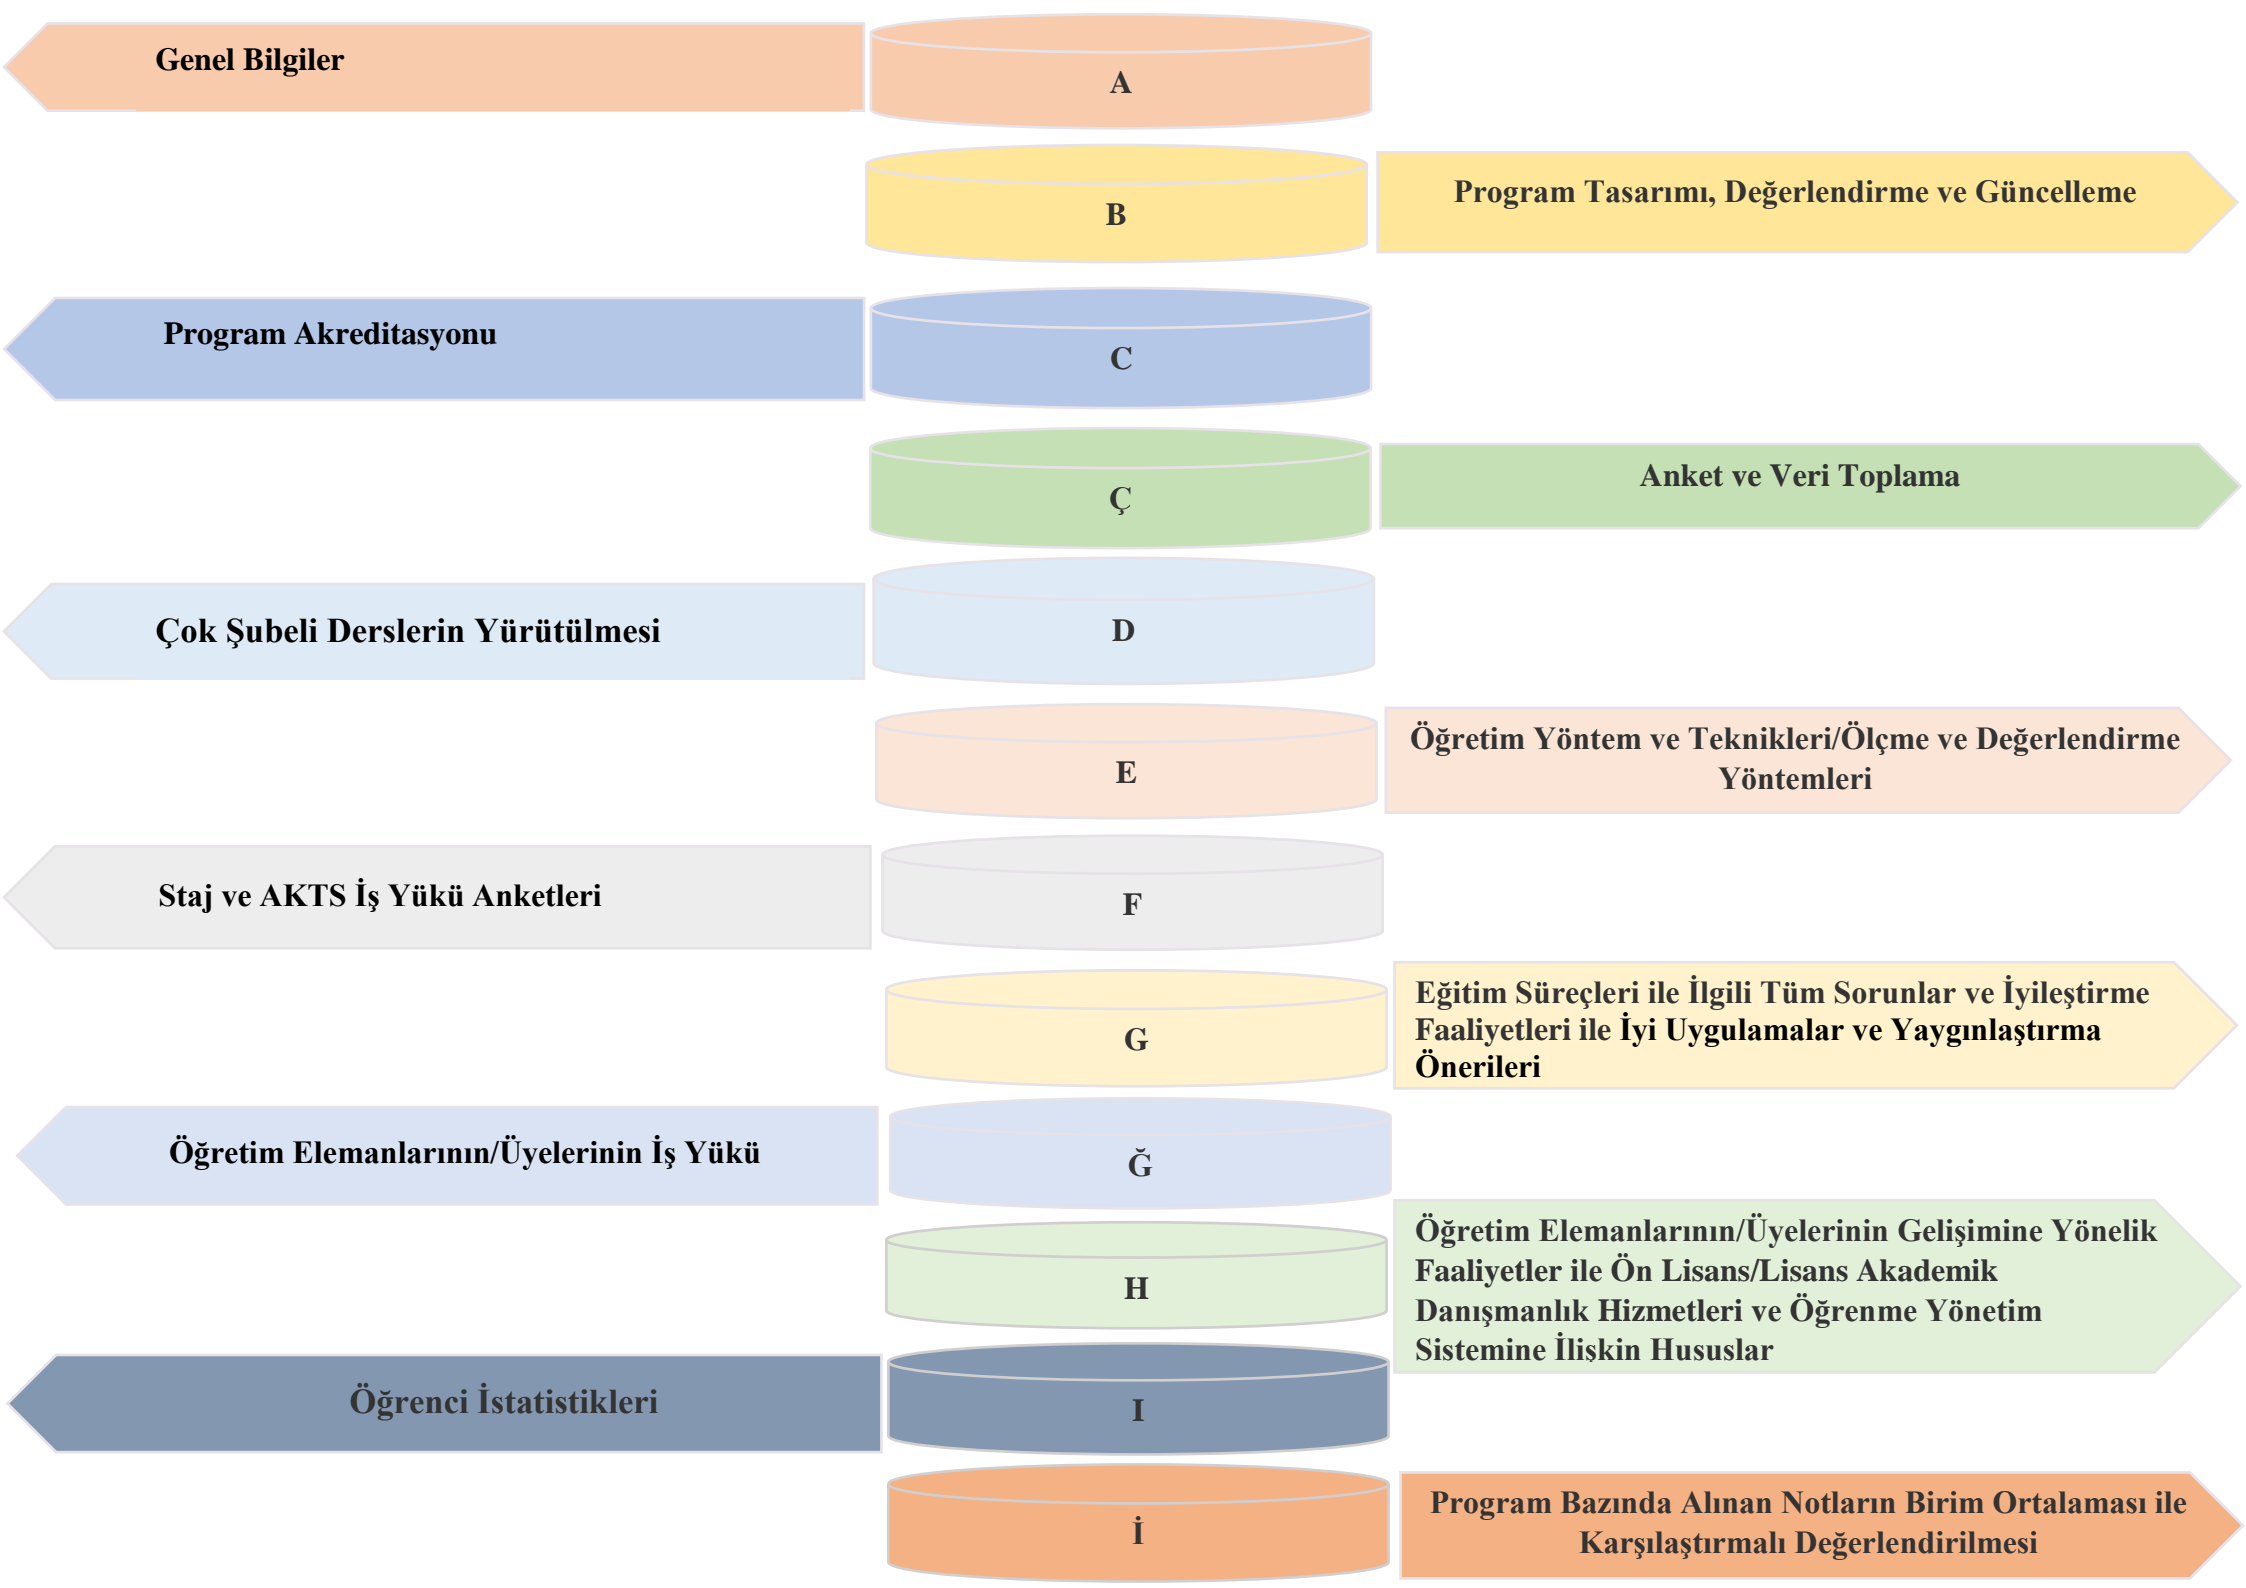 Genel Bilgiler
A
B
Program Tasarımı, Değerlendirme ve Güncelleme
Program Akreditasyonu
C
Ç
Anket ve Veri Toplama
Çok Şubeli Derslerin Yürütülmesi
D
E
Öğretim Yöntem ve Teknikleri/Ölçme ve Değerlendirme
Yöntemleri
Staj ve AKTS İş Yükü Anketleri
F
G
Eğitim Süreçleri ile İlgili Tüm Sorunlar ve İyileştirme
Faaliyetleri ile İyi Uygulamalar ve Yaygınlaştırma
Önerileri
Öğretim Elemanlarının/Üyelerinin İş Yükü
Ğ
H
Öğretim Elemanlarının/Üyelerinin Gelişimine Yönelik
Faaliyetler ile Ön Lisans/Lisans Akademik
Danışmanlık Hizmetleri ve Öğrenme Yönetim
Sistemine İlişkin Hususlar
Öğrenci İstatistikleri
I
İ
Program Bazında Alınan Notların Birim Ortalaması ile
Karşılaştırmalı Değerlendirilmesi